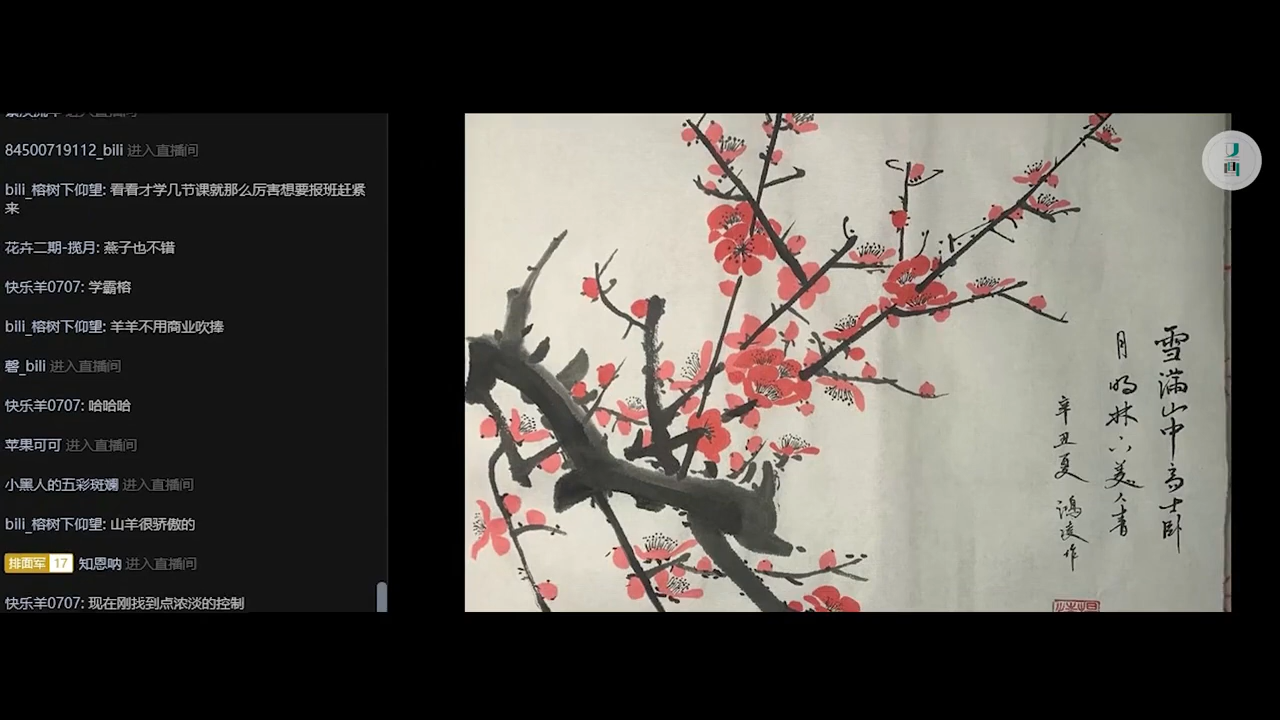 84500719112_bili 进入直播间
bili_榕树下仰望: 看看才学几节课就那么厉害想要报班赶紧
来
花卉二期-揽月: 燕子也不错
快乐羊0707: 学霸榕
bili_榕树下仰望: 羊羊不用商业吹捧
馨_bili 进入直播间
快乐羊0707: 哈哈哈
苹果可可 进入直播间
小黑人的五彩斑斓 进入直播间
bili_榕树下仰望: 山羊很骄傲的
排面军 17 知恩呐 进入直播间
快乐羊0707: 现在刚找到点浓淡的控制
雪满山中高士卧
月明林下美人来
辛丑夏 鸿凌作